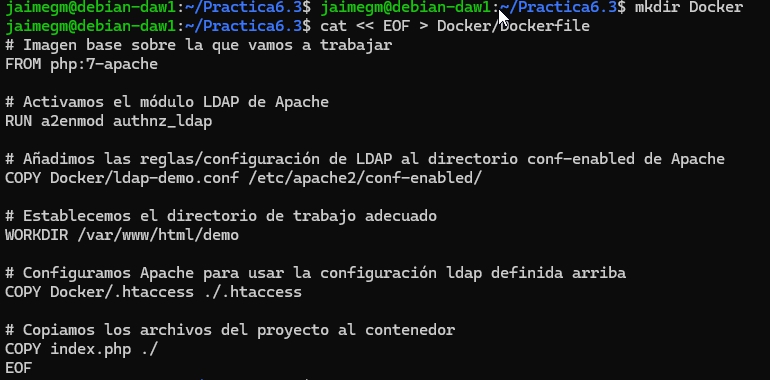 jaimegm@debian-daw1:~/Practica6.3$ jaimegm@debian-daw1:~/Practica6.3$ mkdir Docker
jaimegm@debian-daw1:~/Practica6.3$ cat << EOF > Docker/Dockerfile
# Imagen base sobre la que vamos a trabajar
FROM php:7-apache

# Activamos el módulo LDAP de Apache
RUN a2enmod authnz_ldap

# Añadimos las reglas/configuración de LDAP al directorio conf-enabled de Apache
COPY Docker/ldap-demo.conf /etc/apache2/conf-enabled/

# Establecemos el directorio de trabajo adecuado
WORKDIR /var/www/html/demo

# Configuramos Apache para usar la configuración ldap definida arriba
COPY Docker/.htaccess ./.htaccess

# Copiamos los archivos del proyecto al contenedor
COPY index.php ./
EOF